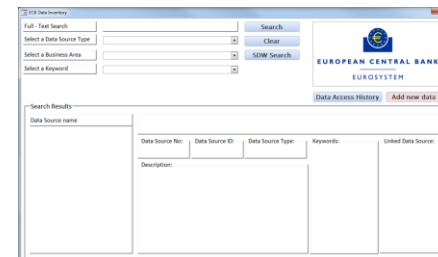 ECB Data Inventory
Full - Text Search
Search
Select a Data Source Type
Clear
Select a Business Area
SDW Search
Select a Keyword
EUROPEAN CENTRAL BANK
EUROSYSTEM
Data Access History
Add new data
Search Results
Data Source name
Data Source No:
Data Source ID:
Data Source Type:
Keywords:
Linked Data Source:
Description: